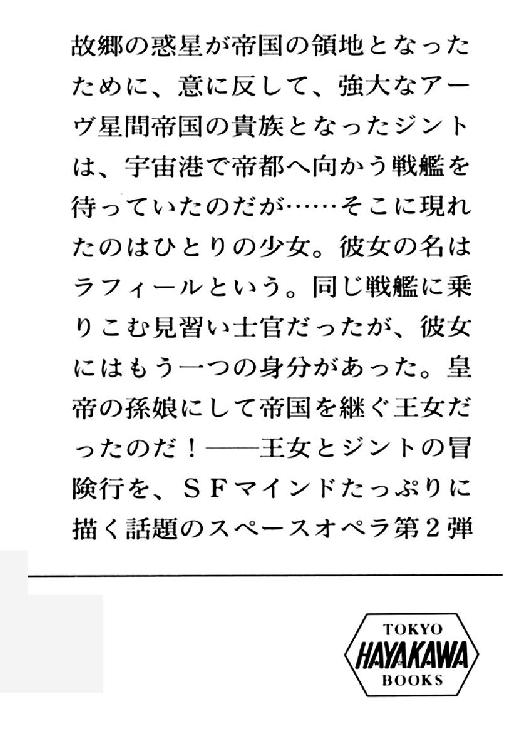 故郷の惑星が帝国の領地となった
ために、意に反して、強大なアー
ヴ星間帝国の貴族となったジント
は、宇宙港で帝都へ向かう戦艦を
待っていたのだが……そこに現れ
たのはひとりの少女。彼女の名は
ラフィールという。同じ戦艦に乗
りこむ見習い士官だったが、彼女
にはもう一つの身分があった。皇
帝の孫娘にして帝国を継ぐ王女だ
ったのだ！――王女とジントの冒
険行を、ＳＦマインドたっぷりに
描く話題のスペースオペラ第２弾
TOKYO
HAYAKAWA
BOOKS